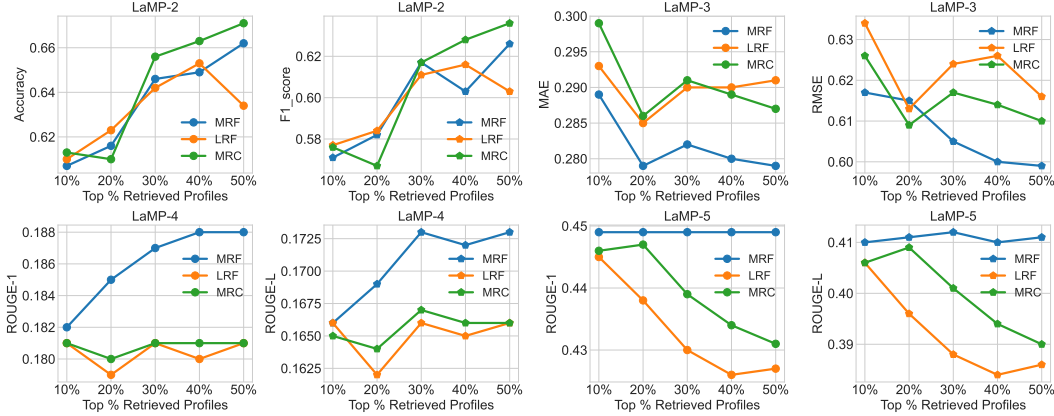 LaMP-2
Accuracy
0.66
0.64
0.62
MRF
LRF
MRC
10% 20% 30% 40% 50%
Top % Retrieved Profiles
LaMP-2
F1_score
0.62
0.60
0.58
MRF
LRF
MRC
10% 20% 30% 40% 50%
Top % Retrieved Profiles
LaMP-3
MAE
0.300
0.295
0.290
0.285
0.280
MRF
LRF
MRC
10% 20% 30% 40% 50%
Top % Retrieved Profiles
LaMP-3
RMSE
0.63
0.62
0.61
0.60
MRF
LRF
MRC
10% 20% 30% 40% 50%
Top % Retrieved Profiles
LaMP-4
ROUGE-1
0.188
0.186
0.184
0.182
0.180
MRF
LRF
MRC
10% 20% 30% 40% 50%
Top % Retrieved Profiles
LaMP-4
ROUGE-L
0.1725
0.1700
0.1675
0.1650
0.1625
MRF
LRF
MRC
10% 20% 30% 40% 50%
Top % Retrieved Profiles
LaMP-5
ROUGE-1
0.45
0.44
0.43
MRF
LRF
MRC
10% 20% 30% 40% 50%
Top % Retrieved Profiles
LaMP-5
ROUGE-L
0.41
0.40
0.39
MRF
LRF
MRC
10% 20% 30% 40% 50%
Top % Retrieved Profiles